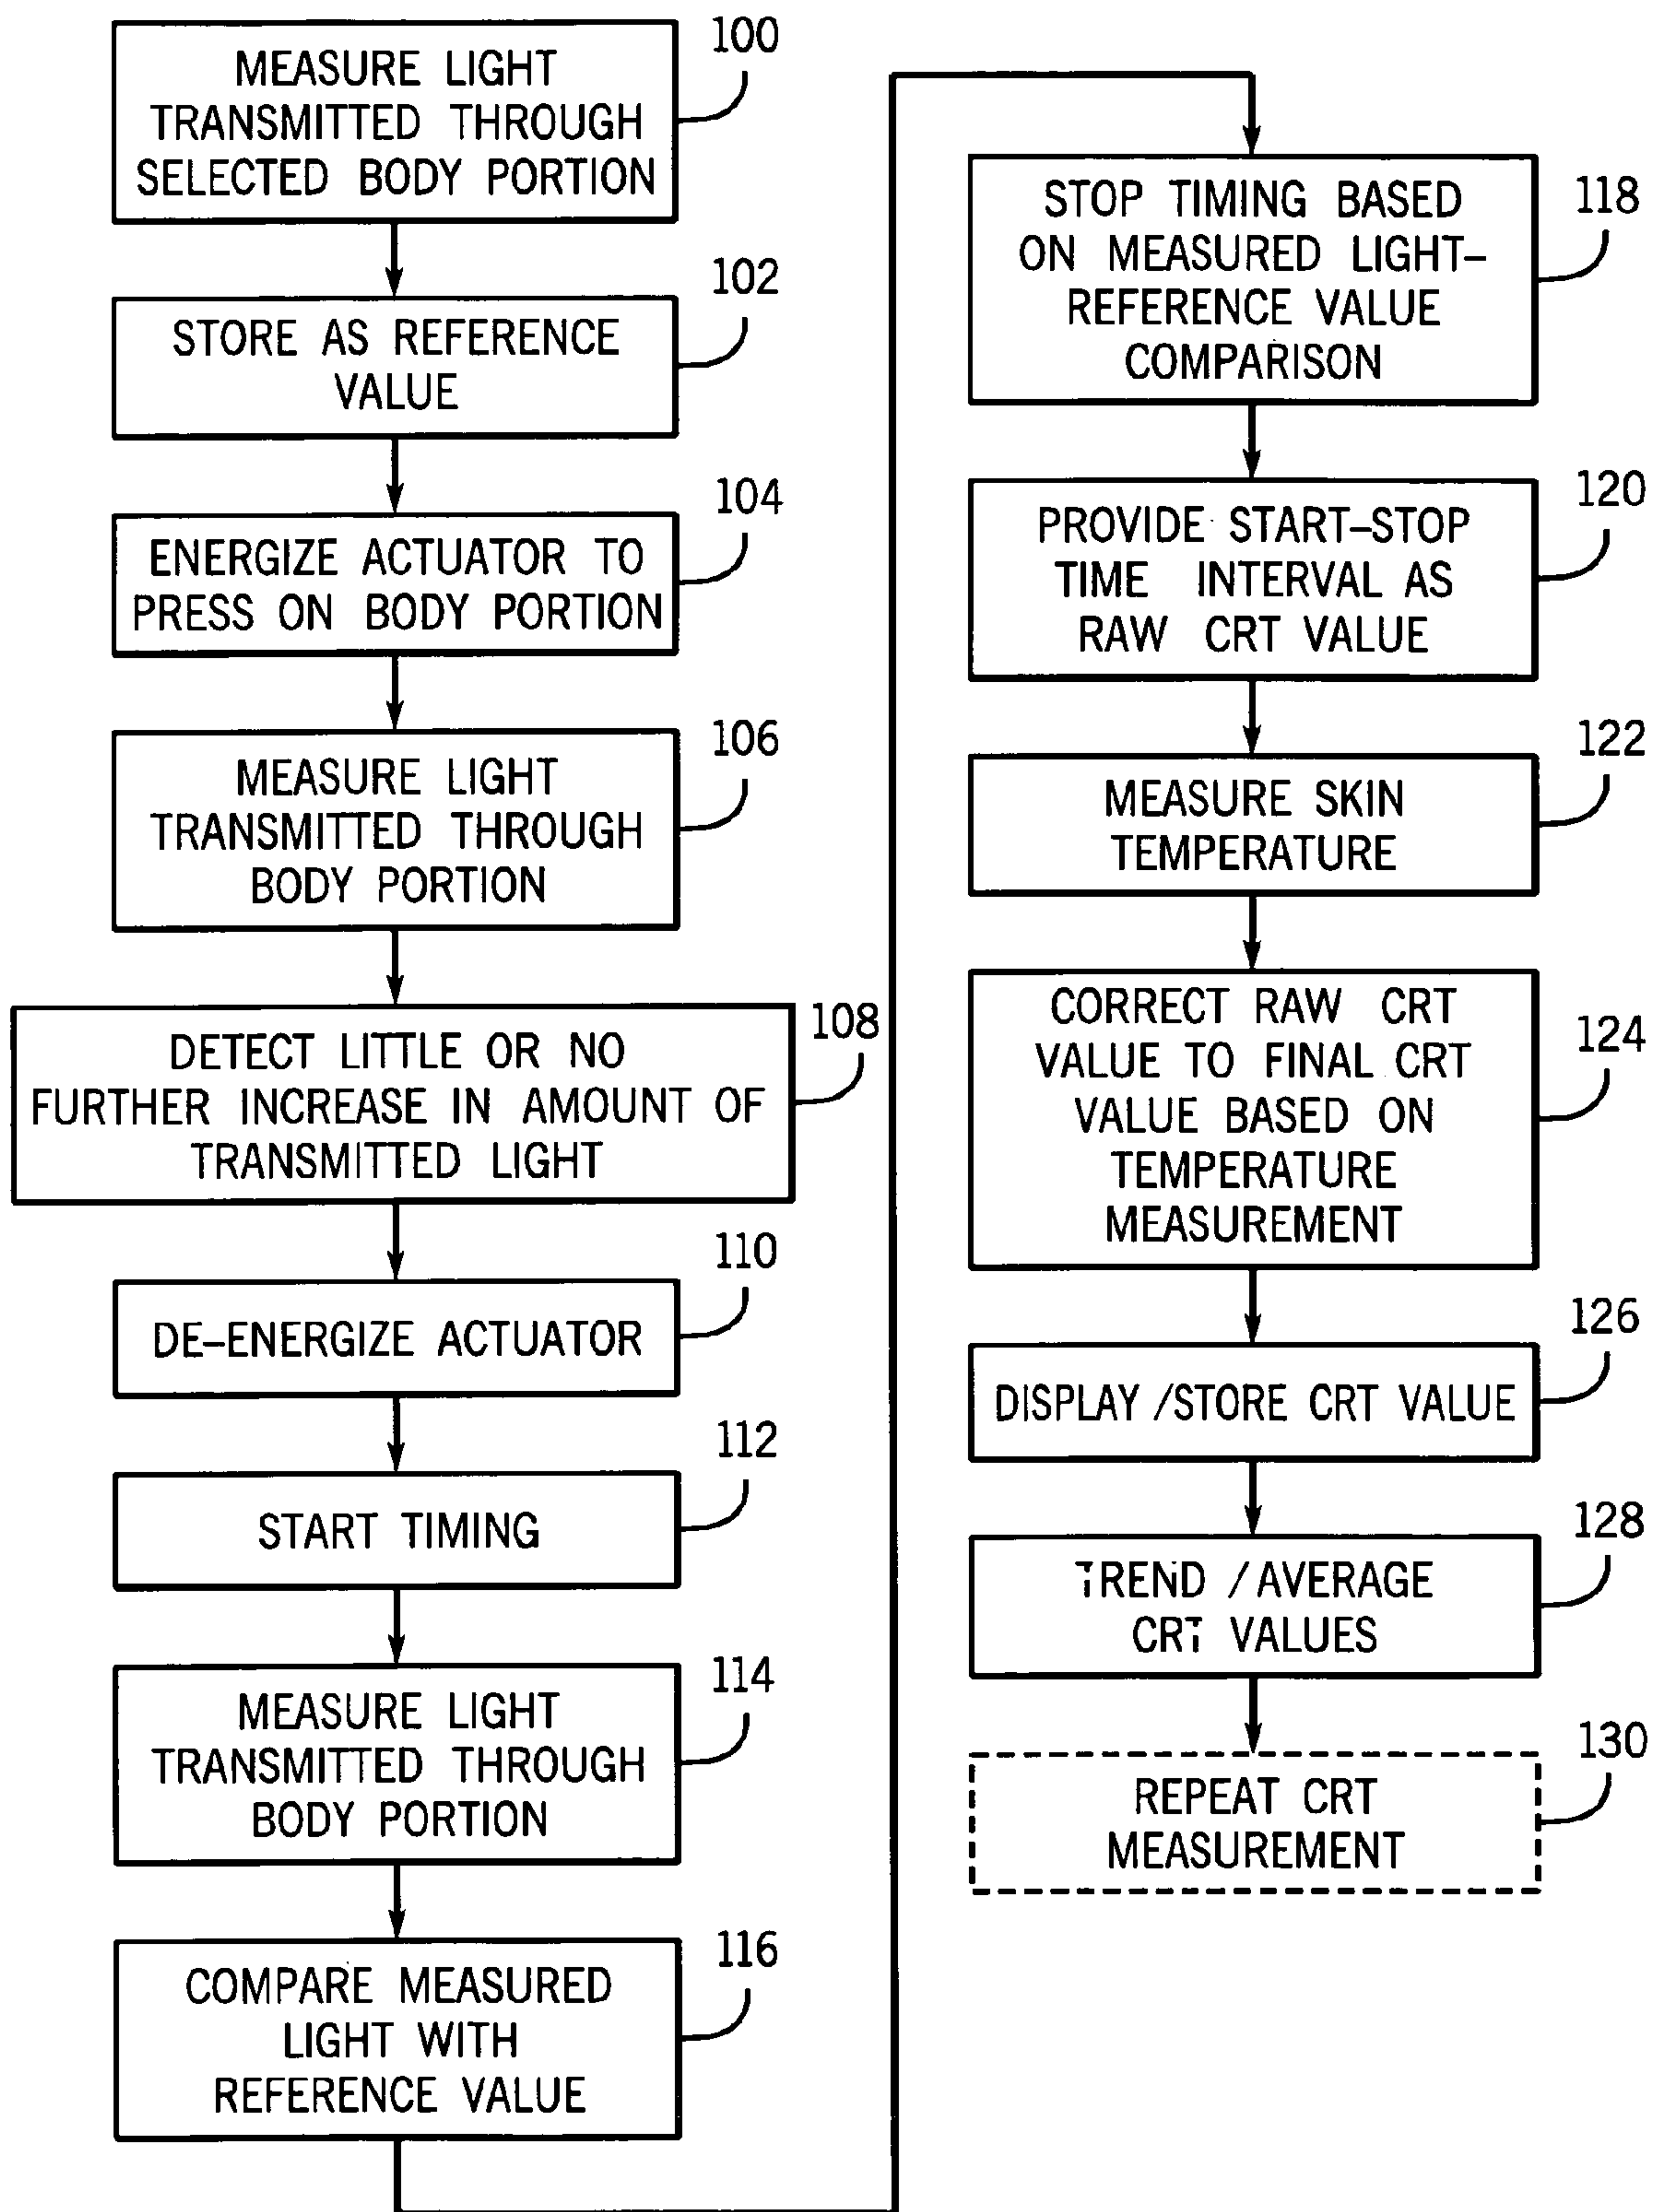 100
MEASURE LIGHT
TRANSMITTED THROUGH
SELECTED BODY PORTION
102
STORE AS REFERENCE
VALUE
104
ENERGIZE ACTUATOR TO
PRESS ON BODY PORTION
106
MEASURE LIGHT
TRANSMITTED THROUGH
BODY PORTION
108
DETECT LITTLE OR NO
FURTHER INCREASE IN AMOUNT OF
TRANSMITTED LIGHT
110
DE-ENERGIZE ACTUATOR
112
START TIMING
114
MEASURE LIGHT
TRANSMITTED THROUGH
BODY PORTION
116
COMPARE MEASURED
LIGHT WITH
REFERENCE VALUE
118
STOP TIMING BASED
ON MEASURED LIGHT-
REFERENCE VALUE
COMPARISON
120
PROVIDE START-STOP
TIME INTERVAL AS
RAW CRT VALUE
122
MEASURE SKIN
TEMPERATURE
124
CORRECT RAW CRT
VALUE TO FINAL CRT
VALUE BASED ON
TEMPERATURE
MEASUREMENT
126
DISPLAY /STORE CRT VALUE
128
TREND / AVERAGE
CRT VALUES
130
REPEAT CRT
MEASUREMENT